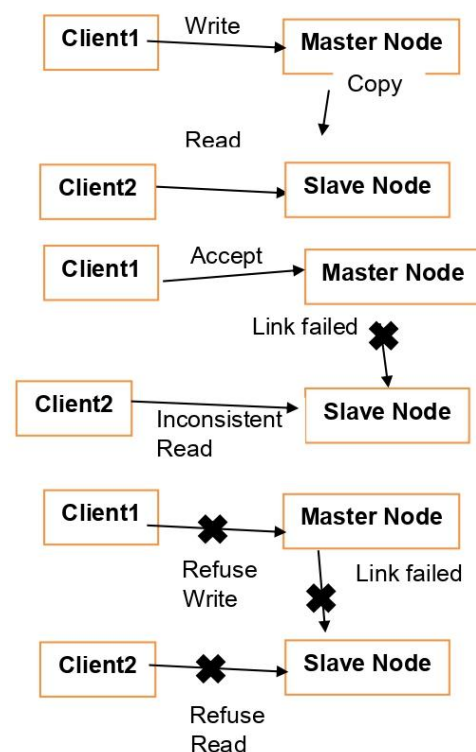 Client1
Write
Master Node
Copy
Read
Client2
Slave Node
Client1
Accept
Master Node
Link failed
Client2
Inconsistent
Read
Slave Node
Client1
Master Node
Refuse
Write
Link failed
Client2
Slave Node
Refuse
Read